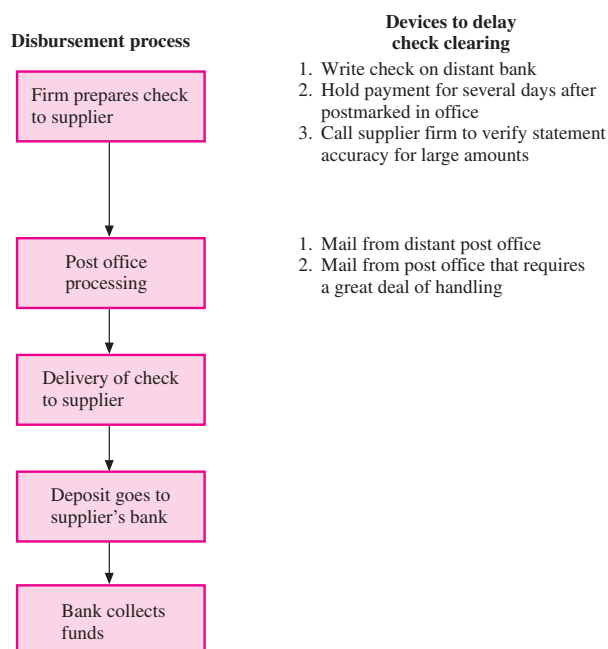 Disbursement process
Devices to delay
check clearing
Firm prepares check
to supplier
1. Write check on distant bank
2. Hold payment for several days after
postmarked in office
3. Call supplier firm to verify statement
accuracy for large amounts
Post office
processing
1. Mail from distant post office
2. Mail from post office that requires
a great deal of handling
Delivery of check
to supplier
Deposit goes to
supplier's bank
Bank collects
funds